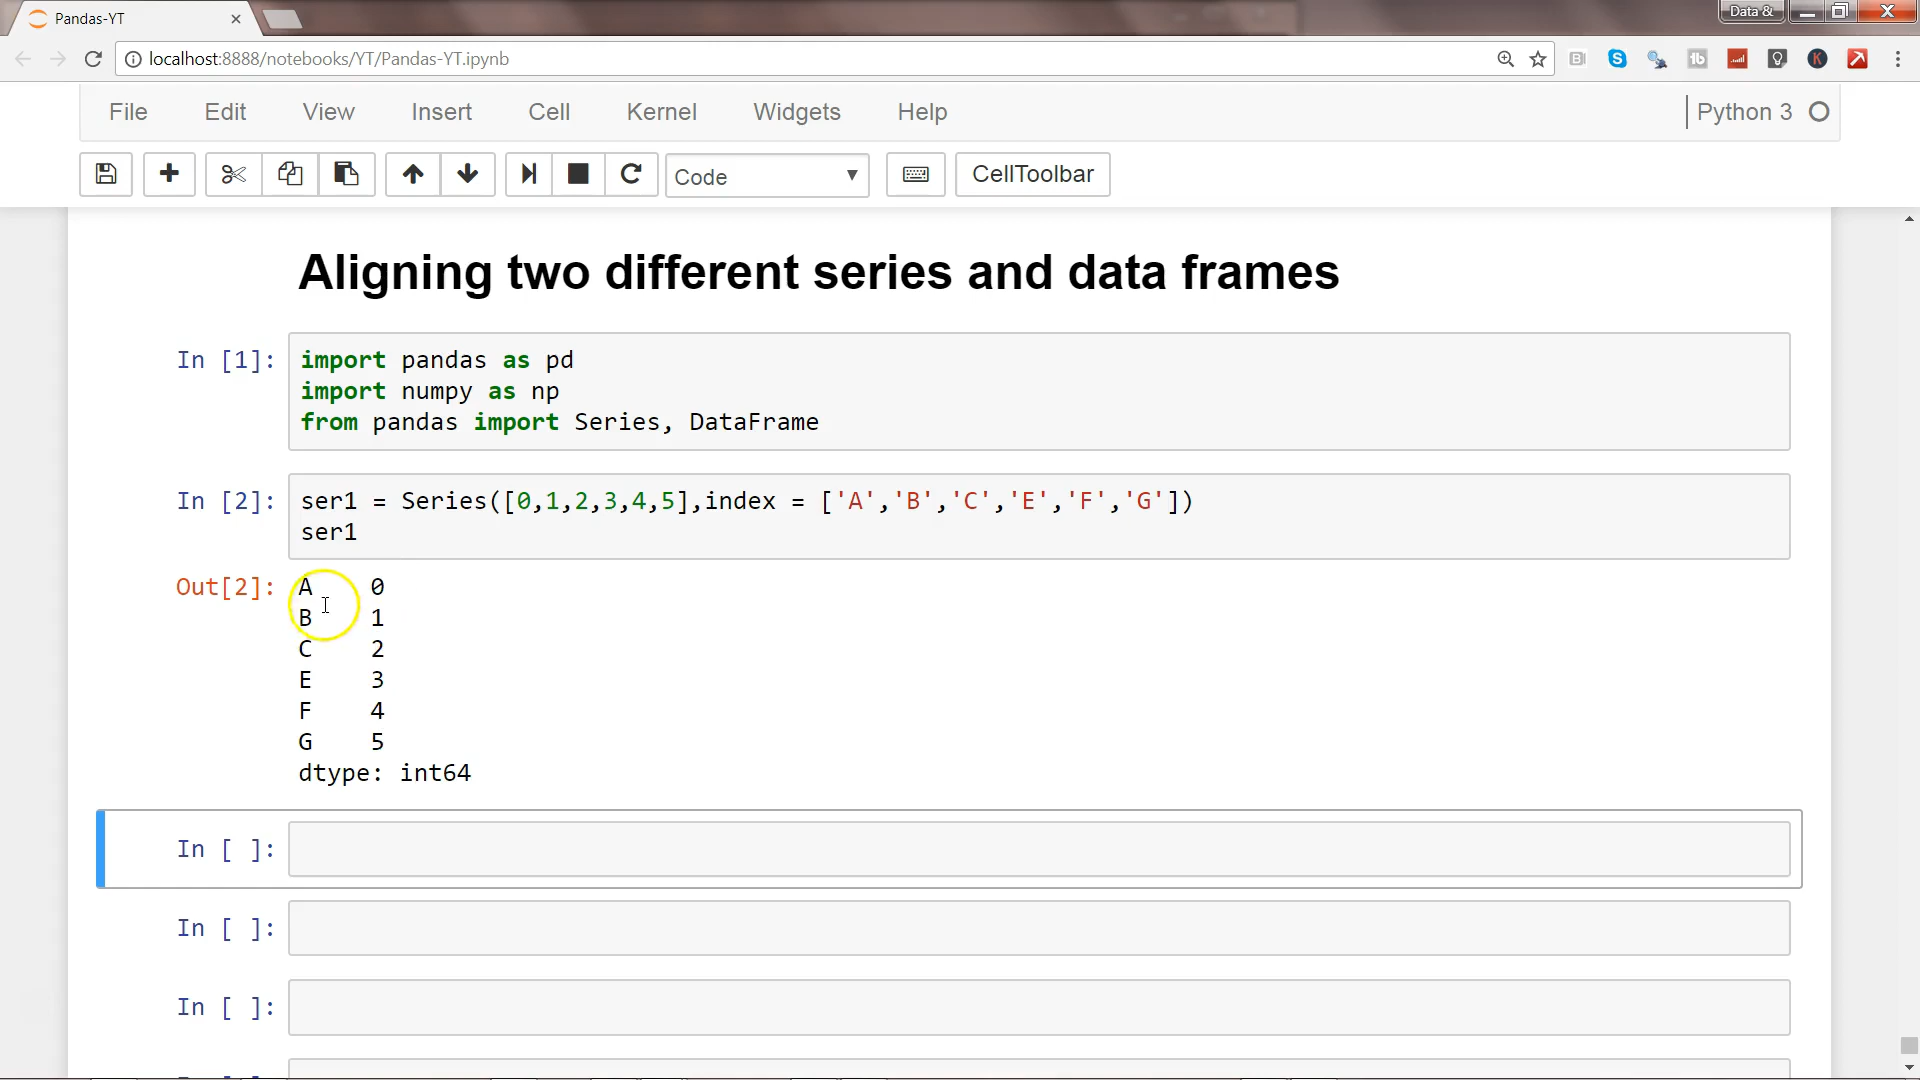 Pandas-YT
Data &
localhost:8888/notebooks/YT/Pandas-YT.ipynb
File Edit View Insert Cell Kernel Widgets Help Python 3
Code CellToolbar
Aligning two different series and data frames
In [1]: import pandas as pd
import numpy as np
from pandas import Series, DataFrame
In [2]: ser1 = Series([0,1,2,3,4,5],index = ['A','B','C','E','F','G'])
ser1
Out[2]: A 0
B 1
C 2
E 3
F 4
G 5
dtype: int64
In [ ]:
In [ ]:
In [ ]: